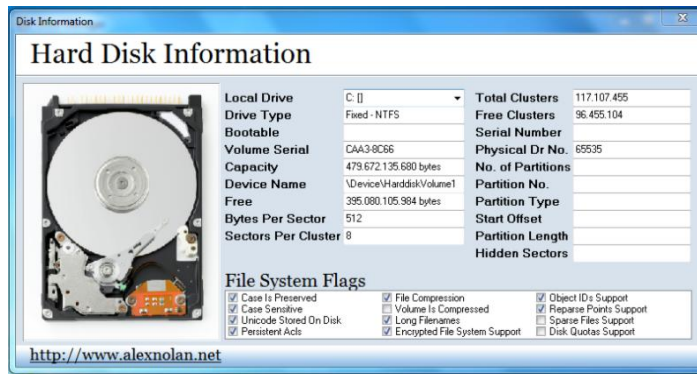 Disk Information
Hard Disk Information
Local Drive C: [] Total Clusters 117.107.455
Drive Type Fixed - NTFS Free Clusters 96.455.104
Bootable Serial Number
Volume Serial CAA3-8C66 Physical Dr No. 65535
Capacity 479.672.135.680 bytes No. of Partitions
Device Name \Device\HarddiskVolume1 Partition No.
Free 395.080.105.984 bytes Partition Type
Bytes Per Sector 512 Start Offset
Sectors Per Cluster 8 Partition Length
Hidden Sectors
File System Flags
Case Is Preserved File Compression Object IDs Support
Case Sensitive Volume Is Compressed Reparse Points Support
Unicode Stored On Disk Long Filenames Sparse Files Support
Persistent Acls Encrypted File System Support Disk Quotas Support
http://www.alexnolan.net